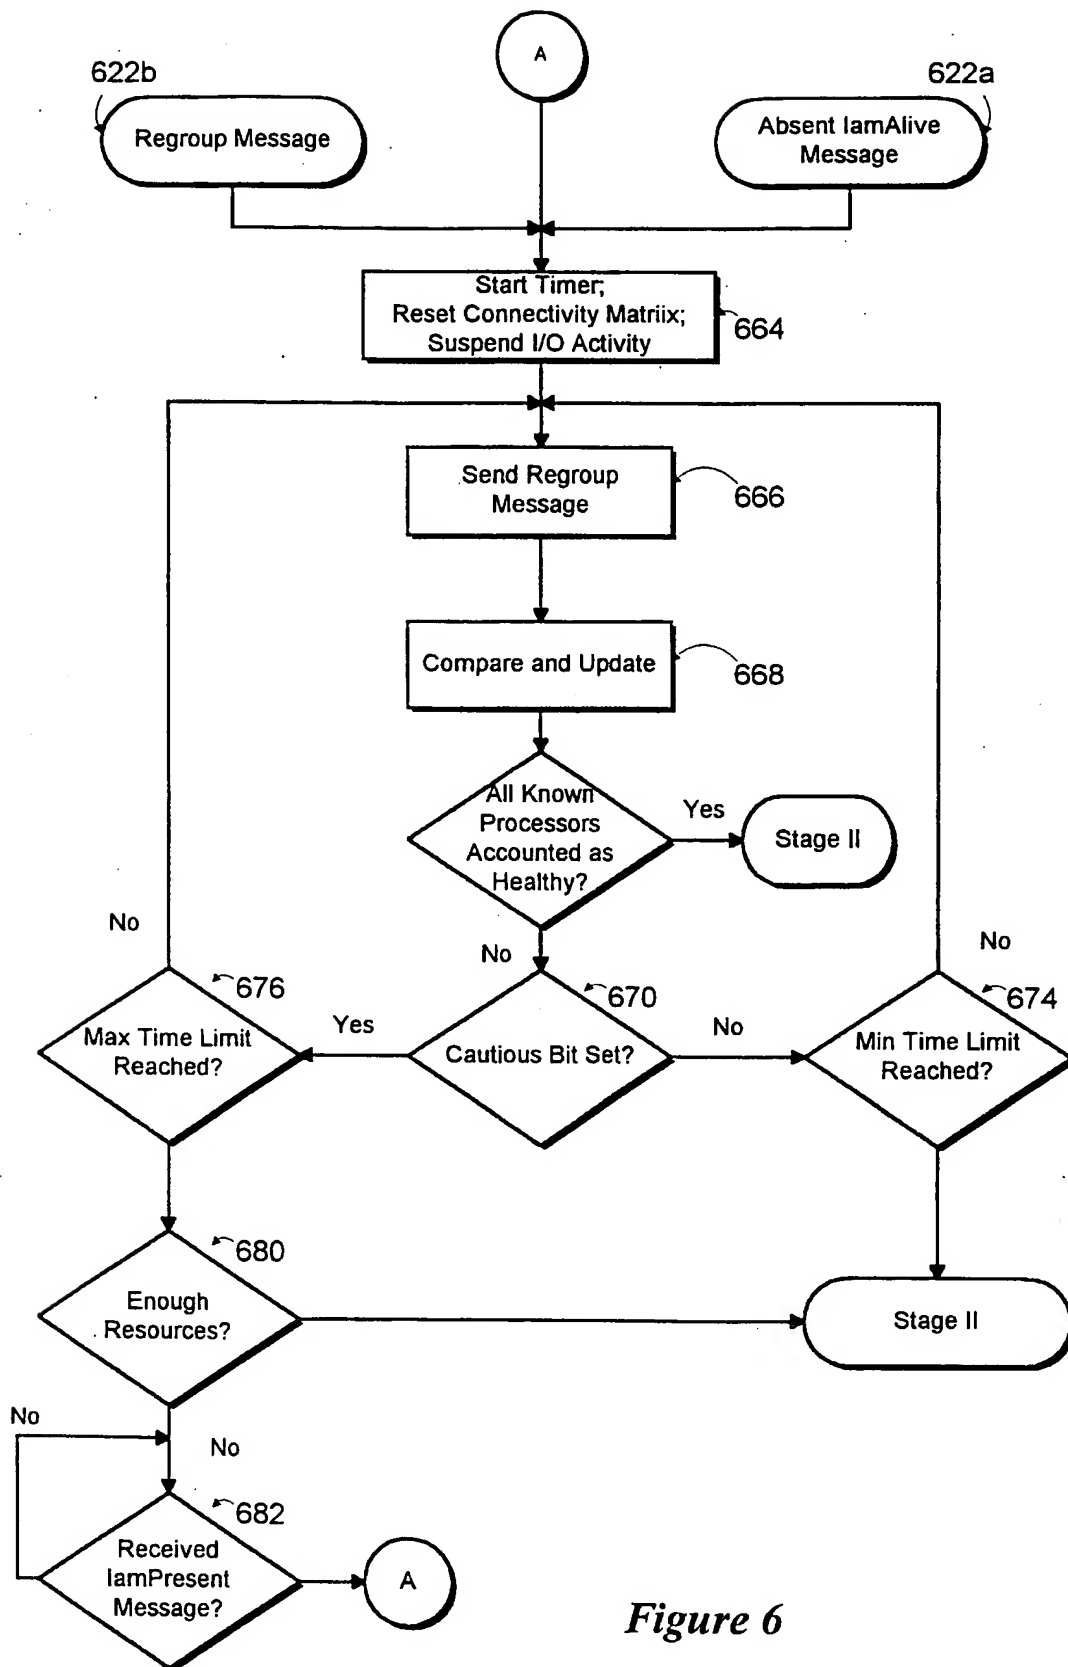 A
622b
622a
Regroup Message
Absent IamAlive
Message
Start Timer;
Reset Connectivity Matriix;
Suspend I/O Activity
664
Send Regroup
Message
666
Compare and Update
668
All Known
Processors
Accounted as
Healthy?
Yes
Stage II
No
No
No
676
670
674
Max Time Limit
Reached?
Yes
Cautious Bit Set?
No
Min Time Limit
Reached?
680
Enough
Resources?
Stage II
No
No
682
Received
IamPresent
Message?
A
Figure 6